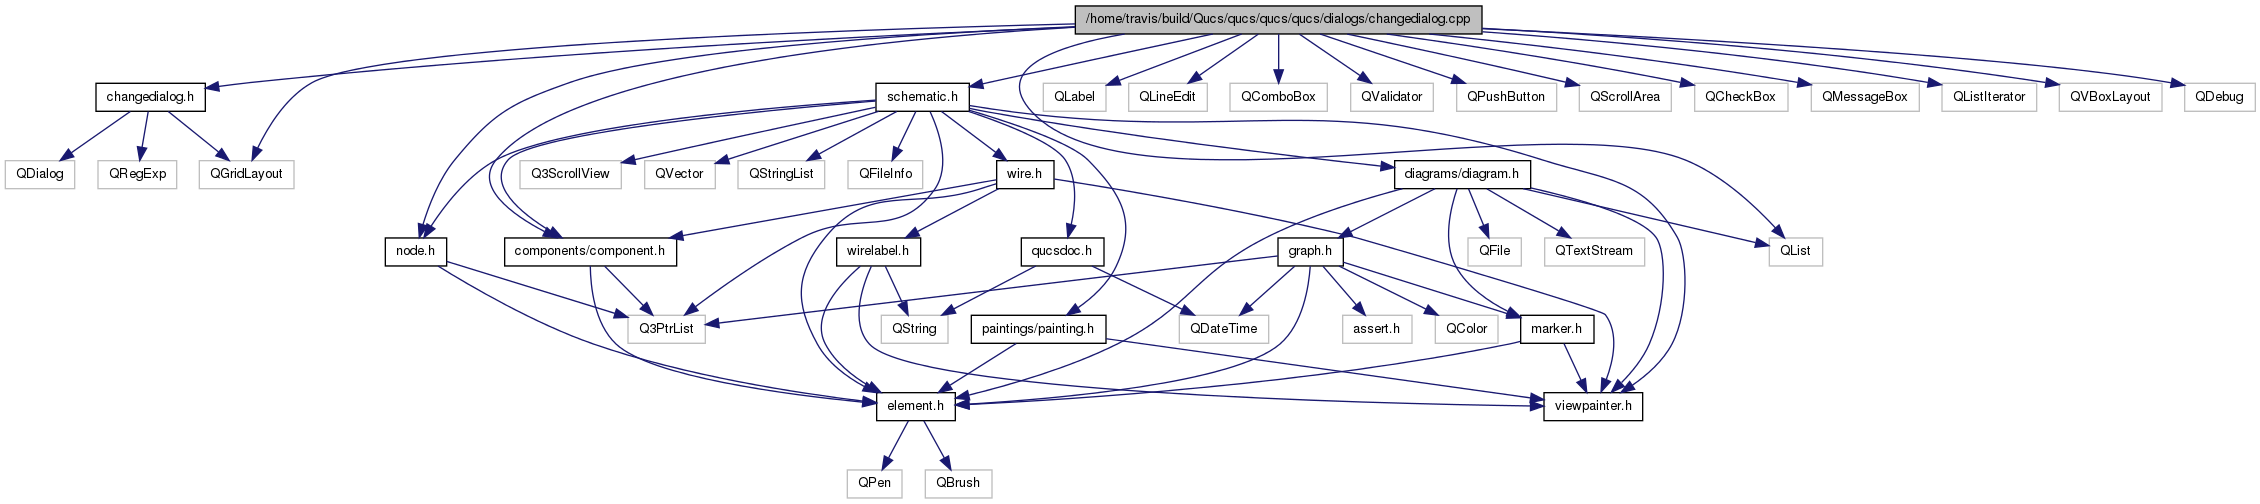 /home/travis/build/Qucs/qucs/qucs/qucs/dialogs/changedialog.cpp
changedialog.h
schematic.h
QLabel
QLineEdit
QComboBox
QValidator
QPushButton
QScrollArea
QCheckBox
QMessageBox
QListIterator
QVBoxLayout
QDebug
QDialog
QRegExp
QGridLayout
Q3ScrollView
QVector
QStringList
QFileInfo
wire.h
diagrams/diagram.h
node.h
components/component.h
wirelabel.h
qucsdoc.h
graph.h
QFile
QTextStream
QList
Q3PtrList
QString
paintings/painting.h
QDateTime
assert.h
QColor
marker.h
element.h
viewpainter.h
QPen
QBrush